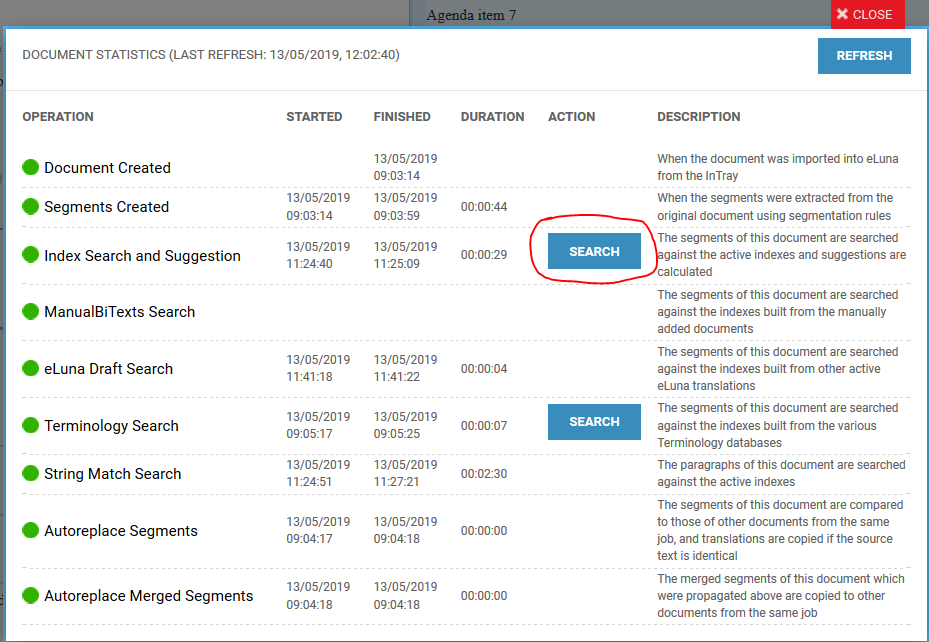 Agenda item 7
CLOSE
DOCUMENT STATISTICS (LAST REFRESH: 13/05/2019, 12:02:40)
REFRESH
OPERATION STARTED FINISHED DURATION ACTION DESCRIPTION
Document Created
13/05/2019
09:03:14
When the document was imported into eLuna
from the InTray
Segments Created
13/05/2019
09:03:14
13/05/2019
09:03:59
00:00:44
When the segments were extracted from the
original document using segmentation rules
Index Search and Suggestion
13/05/2019
11:24:40
13/05/2019
11:25:09
00:00:29
SEARCH
The segments of this document are searched
against the active indexes and suggestions are
calculated
ManualBiTexts Search
The segments of this document are searched
against the indexes built from the manually
added documents
eLuna Draft Search
13/05/2019
11:41:18
13/05/2019
11:41:22
00:00:04
The segments of this document are searched
against the indexes built from other active
eLuna translations
Terminology Search
13/05/2019
09:05:17
13/05/2019
09:05:25
00:00:07
SEARCH
The segments of this document are searched
against the indexes built from the various
Terminology databases
String Match Search
13/05/2019
11:24:51
13/05/2019
11:27:21
00:02:30
The paragraphs of this document are searched
against the active indexes
Autoreplace Segments
13/05/2019
09:04:17
13/05/2019
09:04:18
00:00:00
The segments of this document are compared
to those of other documents from the same
job, and translations are copied if the source
text is identical
Autoreplace Merged Segments
13/05/2019
09:04:18
13/05/2019
09:04:18
00:00:00
The merged segments of this document which
were propagated above are copied to other
documents from the same job